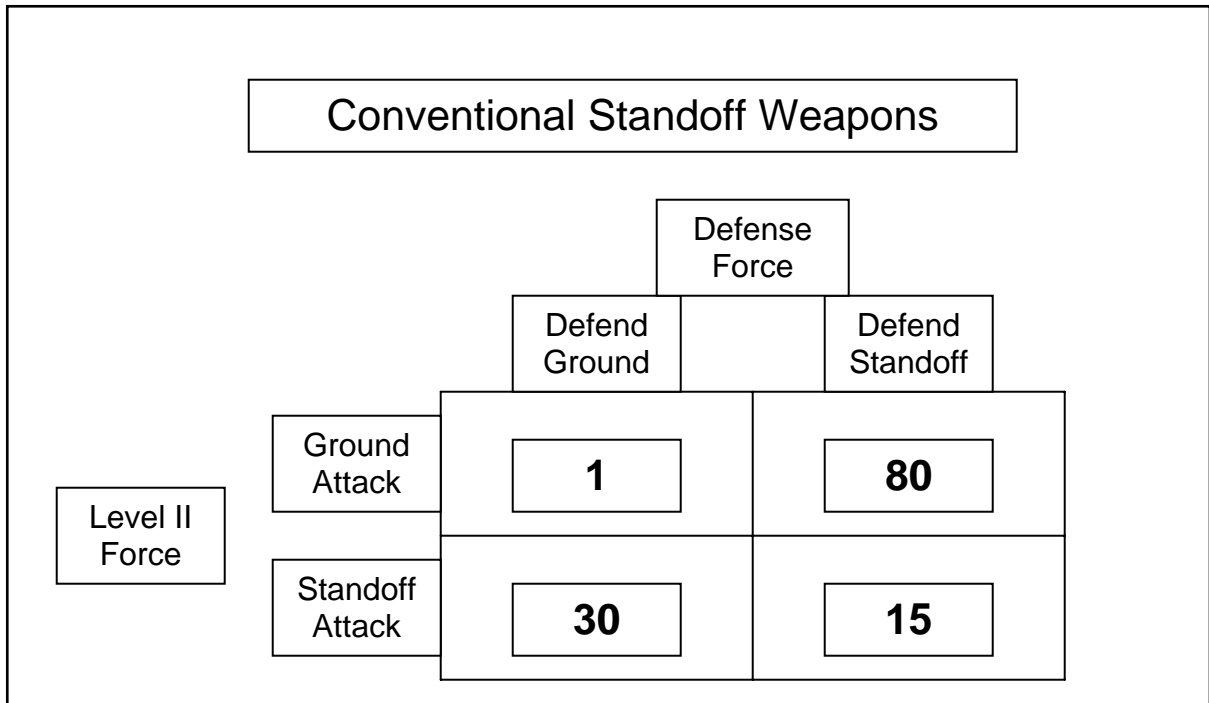 Conventional Standoff Weapons
Defense
Force
Defend
Ground
Defend
Standoff
Ground
Attack
1
80
Level II
Force
Standoff
Attack
30
15